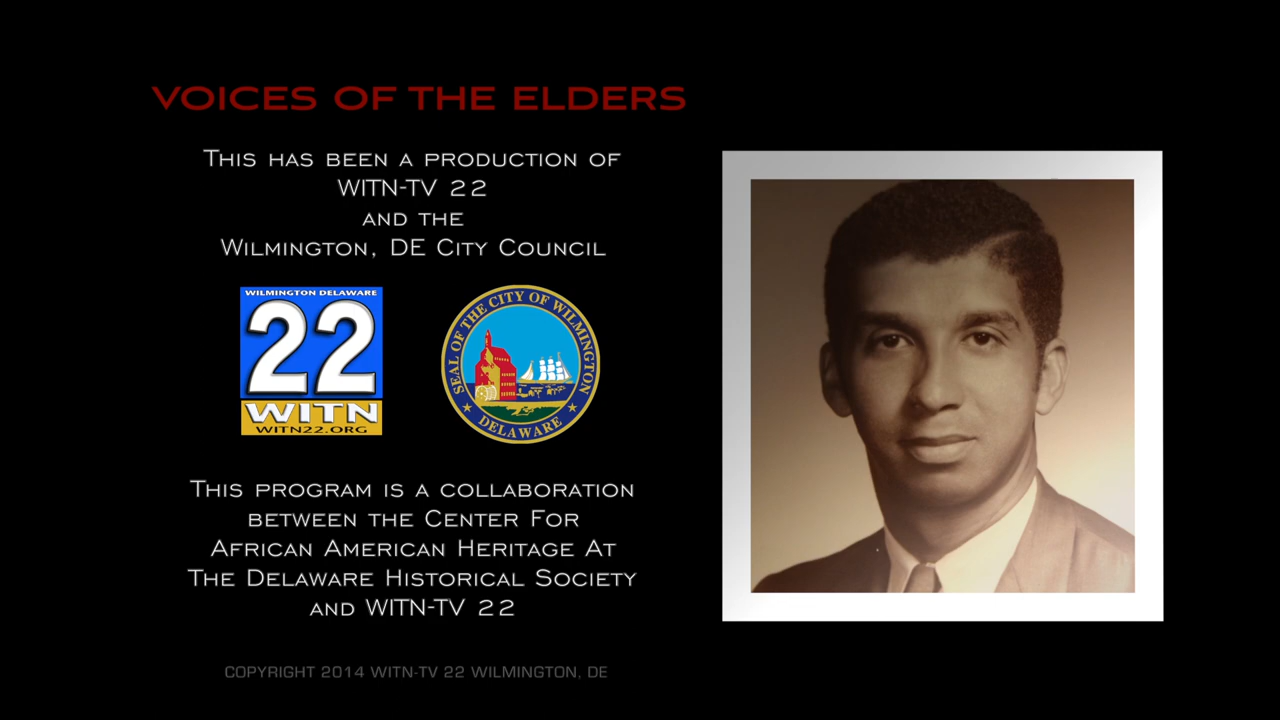 VOICES OF THE ELDERS
THIS HAS BEEN A PRODUCTION OF
WITN-TV 22
AND THE
WILMINGTON, DE CITY COUNCIL
WILMINGTON DELAWARE
22
WITN
WITN22.ORG
SEAL OF THE CITY OF WILMINGTON
DELAWARE
THIS PROGRAM IS A COLLABORATION
BETWEEN THE CENTER FOR
AFRICAN AMERICAN HERITAGE AT
THE DELAWARE HISTORICAL SOCIETY
AND WITN-TV 22
COPYRIGHT 2014 WITN-TV 22 WILMINGTON, DE